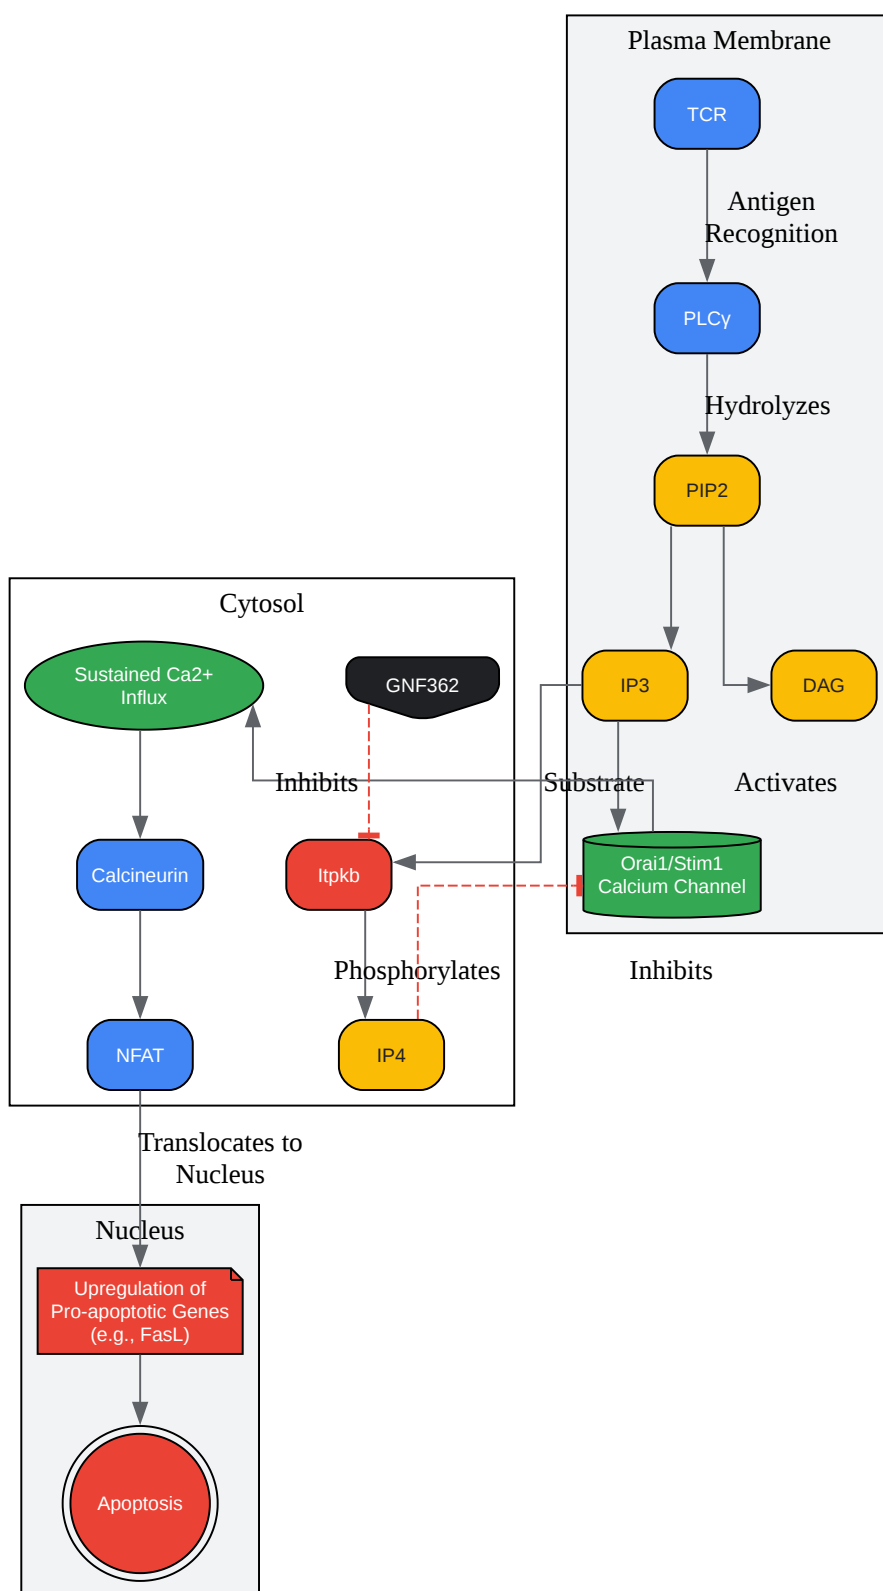 Plasma Membrane
TCR
Antigen
Recognition
PLCγ
Hydrolyzes
PIP2
Cytosol
Sustained Ca2+
Influx
GNF362
IP3
DAG
Inhibits
Substrate
Activates
Calcineurin
Itpkb
Orai1/Stim1
Calcium Channel
Phosphorylates
Inhibits
NFAT
IP4
Translocates to
Nucleus
Nucleus
Upregulation of
Pro-apoptotic Genes
(e.g., FasL)
Apoptosis